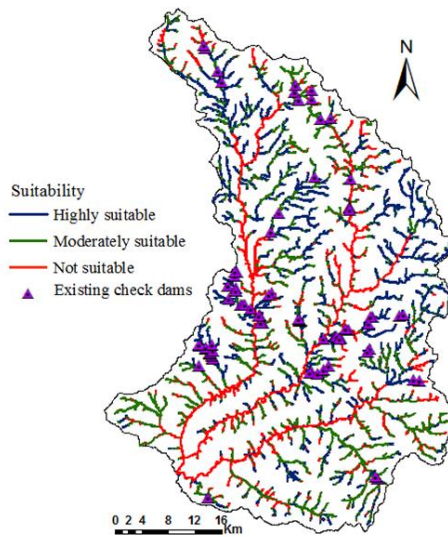 N
Suitability
Highly suitable
Moderately suitable
Not suitable
Existing check dams
0 2 4 8 12 16
Km